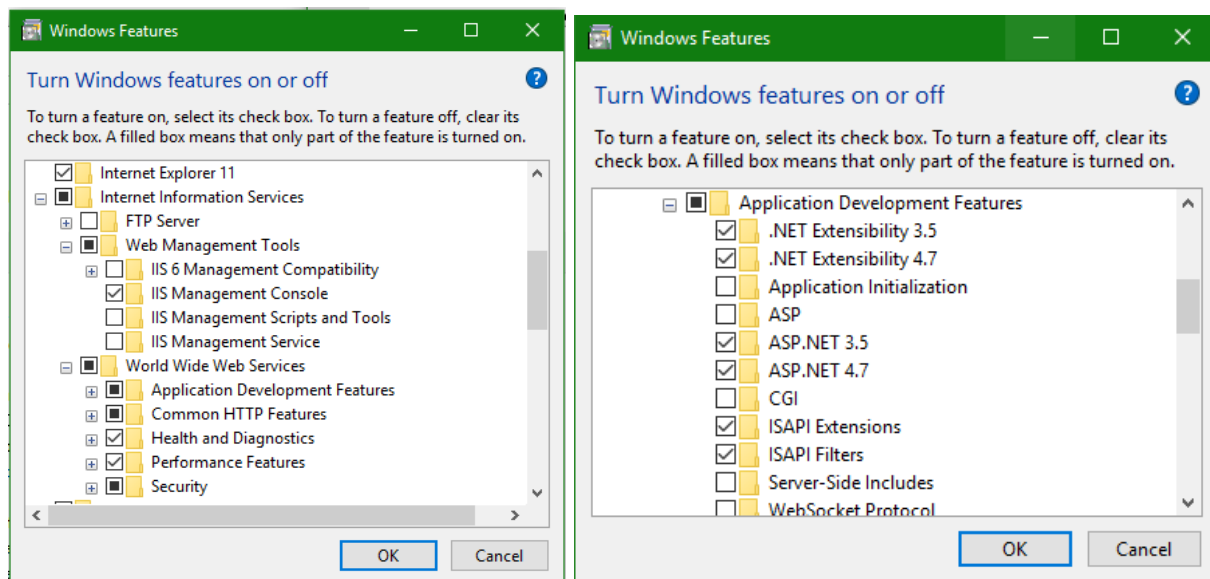 Windows Features
Turn Windows features on or off
To turn a feature on, select its check box. To turn a feature off, clear its
check box. A filled box means that only part of the feature is turned on.
Internet Explorer 11
Internet Information Services
FTP Server
Web Management Tools
IIS 6 Management Compatibility
IIS Management Console
IIS Management Scripts and Tools
IIS Management Service
World Wide Web Services
Application Development Features
Common HTTP Features
Health and Diagnostics
Performance Features
Security
OK
Cancel
Windows Features
Turn Windows features on or off
To turn a feature on, select its check box. To turn a feature off, clear its
check box. A filled box means that only part of the feature is turned on.
Application Development Features
.NET Extensibility 3.5
.NET Extensibility 4.7
Application Initialization
ASP
ASP.NET 3.5
ASP.NET 4.7
CGI
ISAPI Extensions
ISAPI Filters
Server-Side Includes
WebSocket Protocol
OK
Cancel